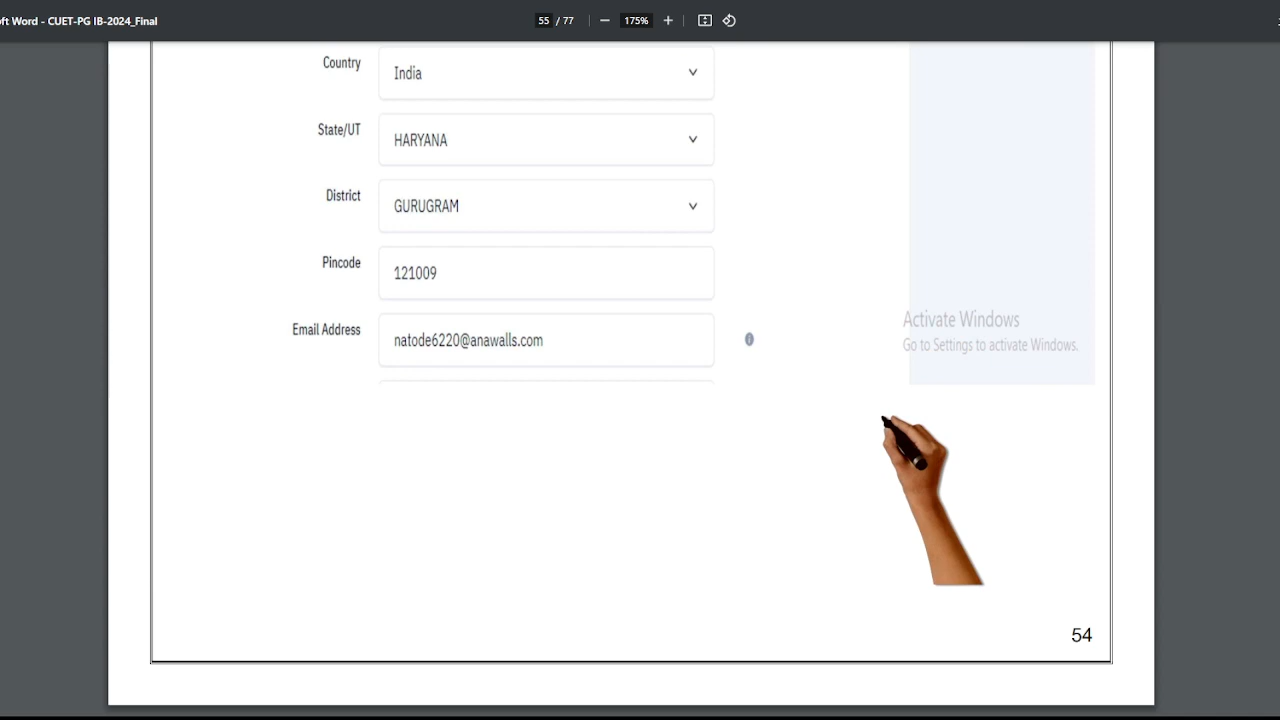 oft Word - CUET-PG IB-2024_Final
55 / 77
175%
Country
India
State/UT
HARYANA
District
GURUGRAM
Pincode
121009
Email Address
natode6220@anawalls.com
Activate Windows
Go to Settings to activate Windows.
54